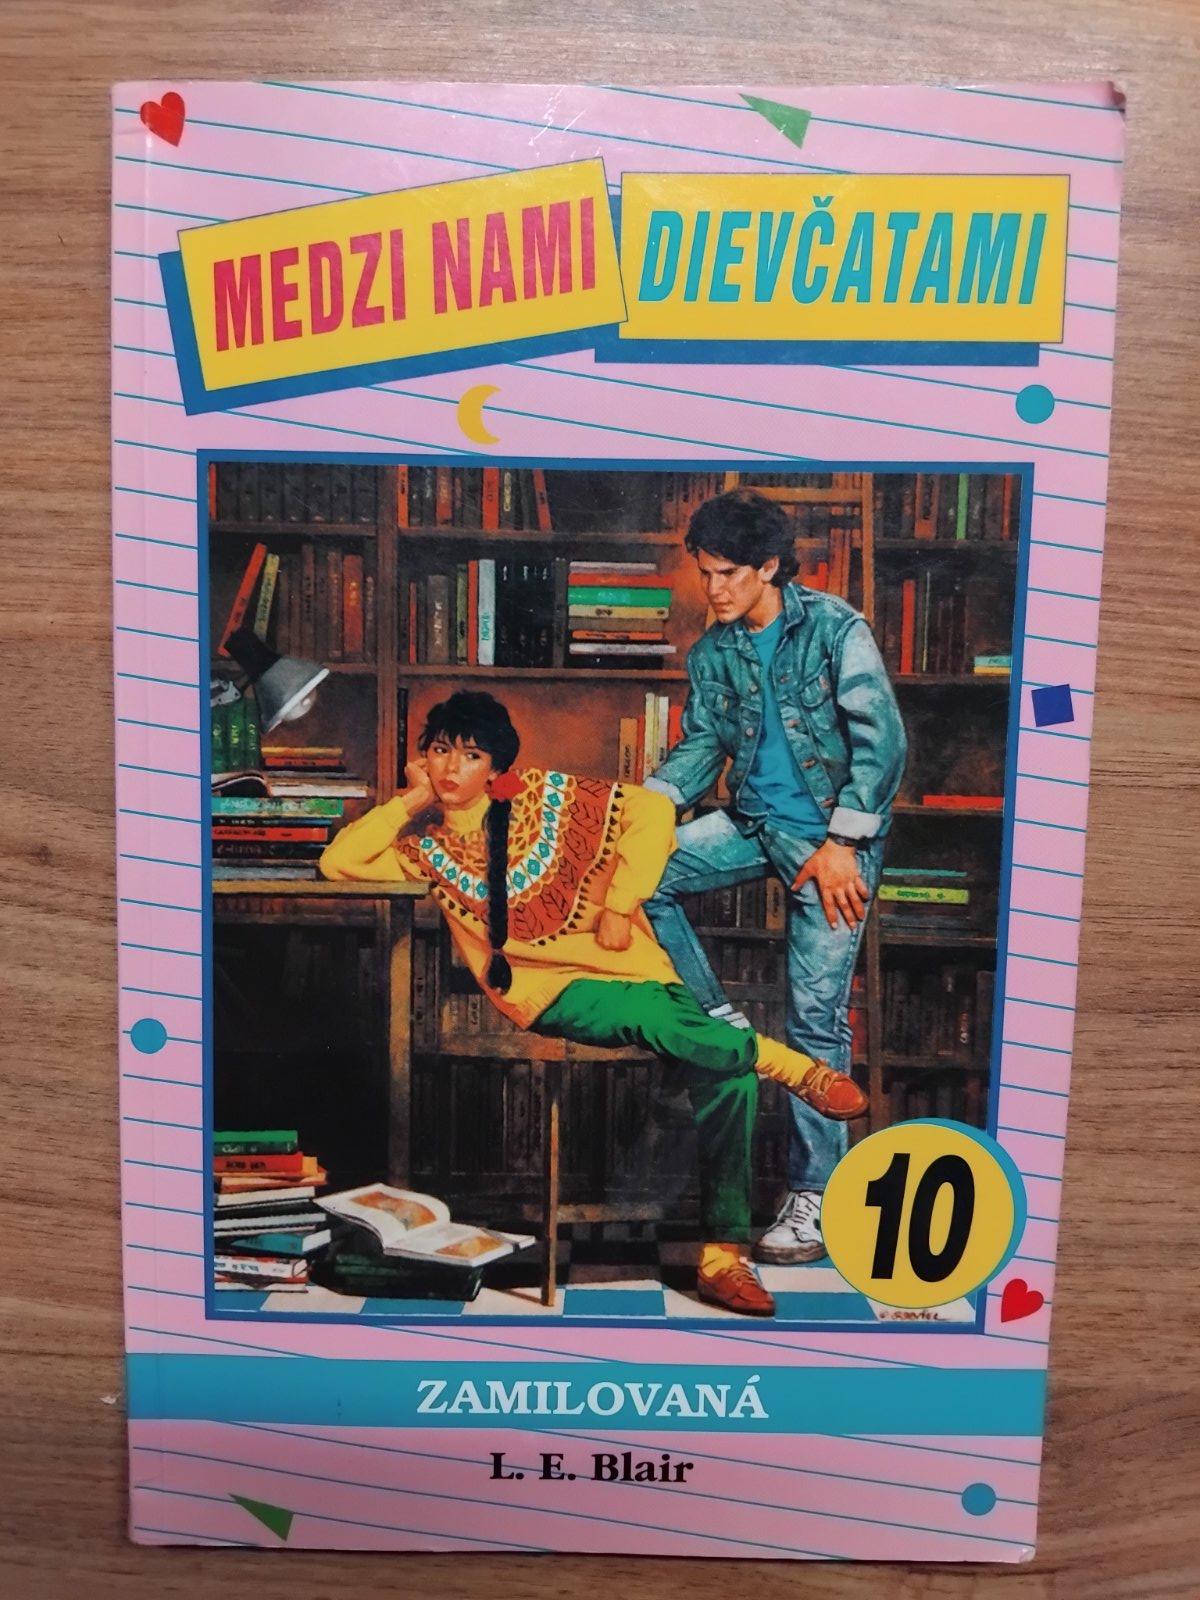 MEDZI NAMI
DIEVČATAMI
10
ZAMILOVANÁ
L. E. Blair